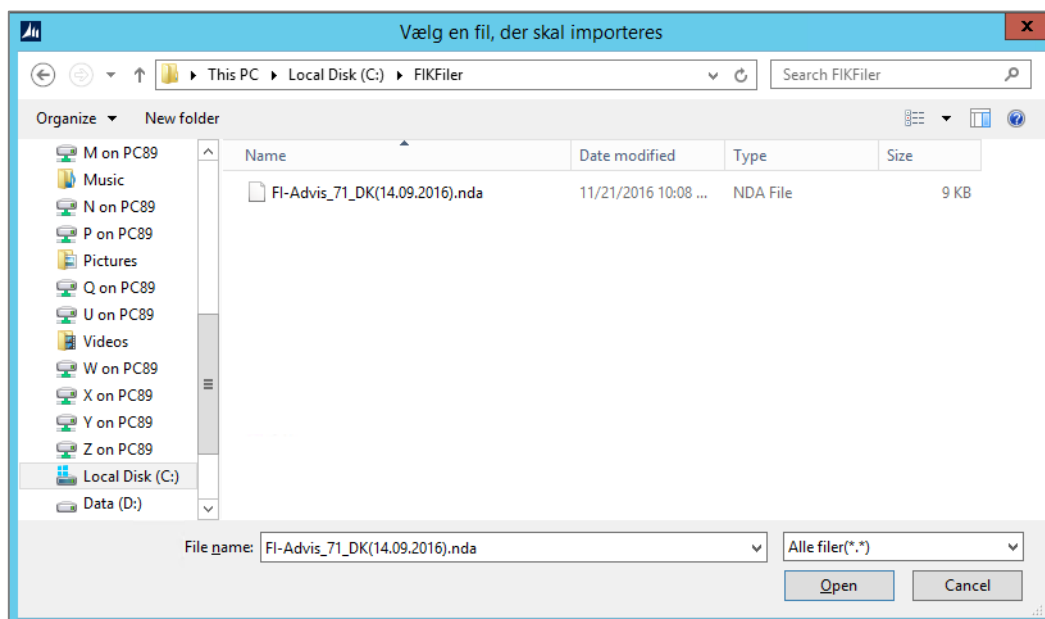 Vælg en fil, der skal importeres
x
This PC Local Disk (C:) FIKFiler
Search FIKFiler
Organize New folder
Name Date modified Type Size
FI-Advis_71_DK(14.09.2016).nda 11/21/2016 10:08 ... NDA File 9 KB
M on PC89
Music
N on PC89
P on PC89
Pictures
Q on PC89
U on PC89
Videos
W on PC89
X on PC89
Y on PC89
Z on PC89
Local Disk (C:)
Data (D:)
File name: FI-Advis_71_DK(14.09.2016).nda Alle filer(*.*)
Open Cancel